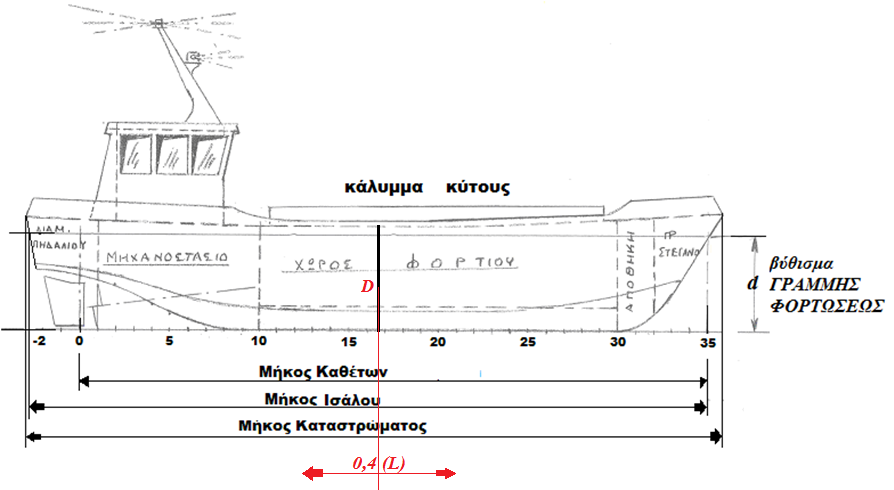 κάλυμμα κύτους
ΔΙΑΜ.
ΠΗΔΑΛΙΟΥ
ΜΗΧΑΝΟΣΤΑΣΙΟ
ΧΩΡΟΣ ΦΟΡΤΙΟΥ
ΑΠΟΘΗΚΗ
ΣΤΕΓΑΝΟ
D
d
βύθισμα
ΓΡΑΜΜΗΣ
ΦΟΡΤΩΣΕΩΣ
-2 0 5 10 15 20 25 30 35
Μήκος Καθέτων
Μήκος Ισάλου
Μήκος Καταστρώματος
0,4 (L)